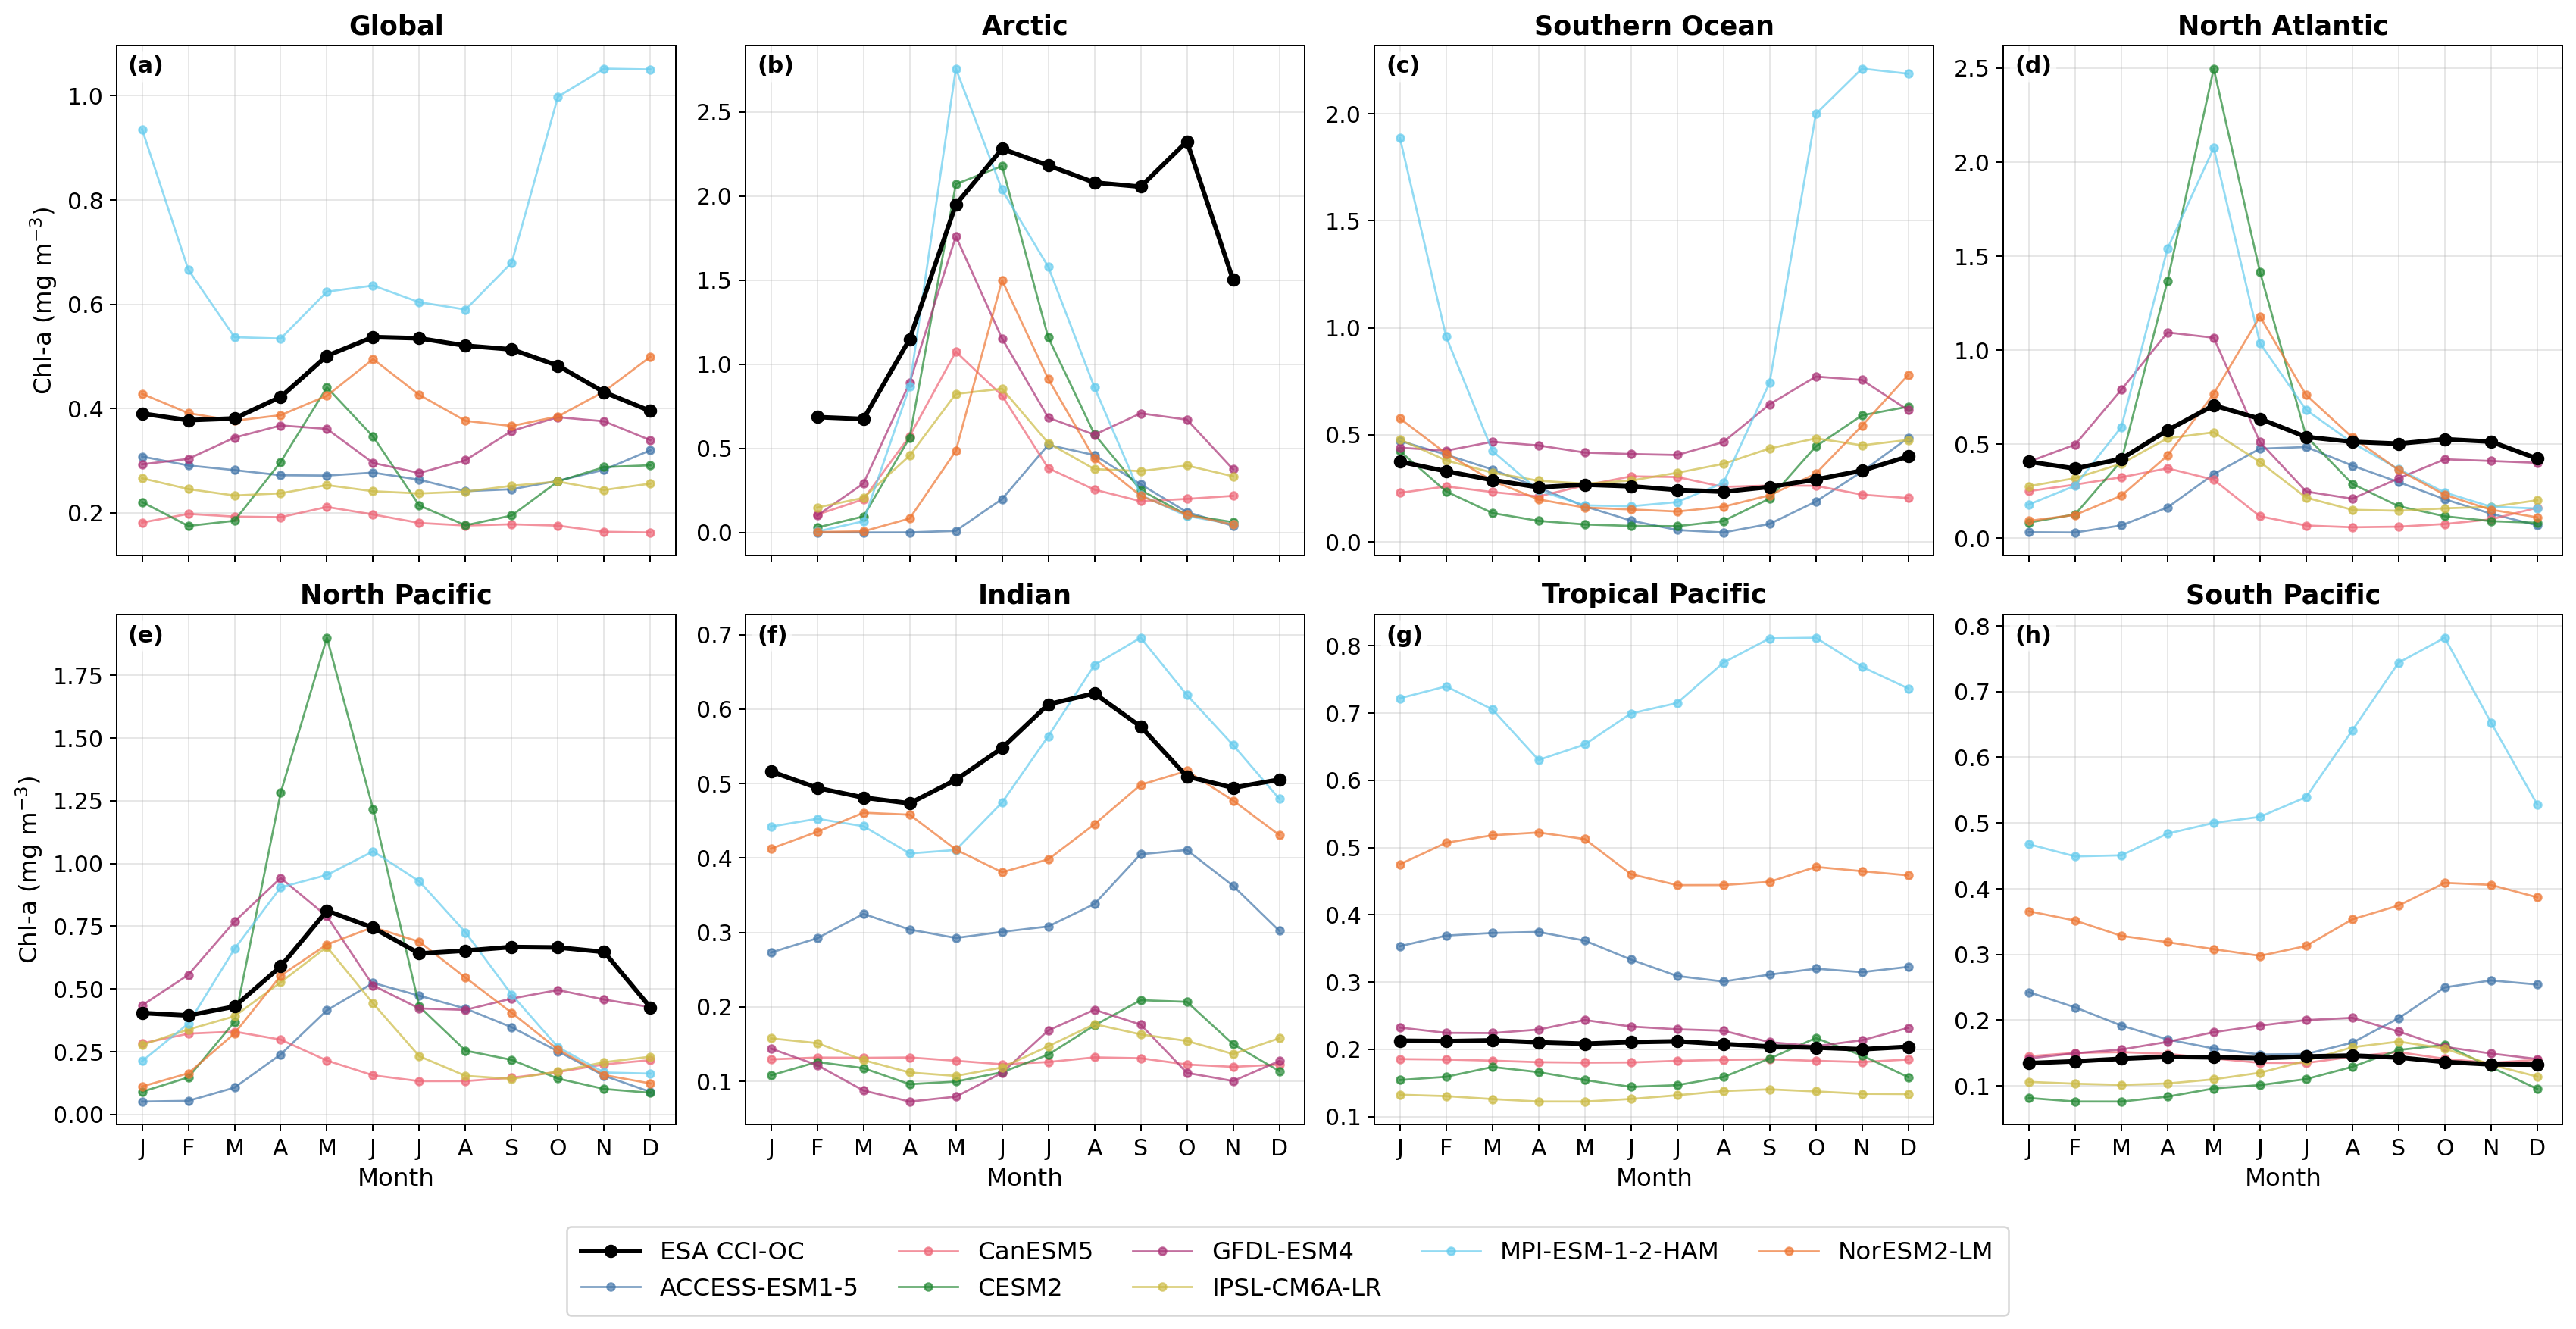 Global
Arctic
Southern Ocean
North Atlantic
(a)
(b)
(c)
(d)
Chl-a (mg m⁻³)
1.0
0.8
0.6
0.4
0.2
2.5
2.0
1.5
1.0
0.5
0.0
2.0
1.5
1.0
0.5
0.0
2.5
2.0
1.5
1.0
0.5
0.0
North Pacific
Indian
Tropical Pacific
South Pacific
(e)
(f)
(g)
(h)
Chl-a (mg m⁻³)
1.75
1.50
1.25
1.00
0.75
0.50
0.25
0.00
0.7
0.6
0.5
0.4
0.3
0.2
0.1
0.8
0.7
0.6
0.5
0.4
0.3
0.2
0.1
0.8
0.7
0.6
0.5
0.4
0.3
0.2
0.1
J F M A M J J A S O N D
J F M A M J J A S O N D
J F M A M J J A S O N D
J F M A M J J A S O N D
Month
Month
Month
Month
ESA CCI-OC
ACCESS-ESM1-5
CanESM5
CESM2
GFDL-ESM4
IPSL-CM6A-LR
MPI-ESM-1-2-HAM
NorESM2-LM